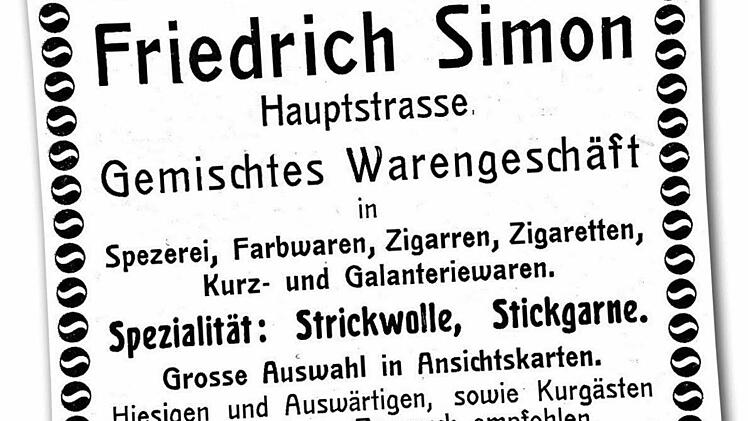 Friedrich Simon
Hauptstrasse.
Gemischtes Warengeschäft
in
Spezerei, Farbwaren, Zigarren, Zigaretten,
Kurz- und Galanteriewaren.
Spezialität: Strickwolle, Stickgarne.
Grosse Auswahl in Ansichtskarten.
Hiesigen und Auswärtigen, sowie Kurgästen
empfohlen